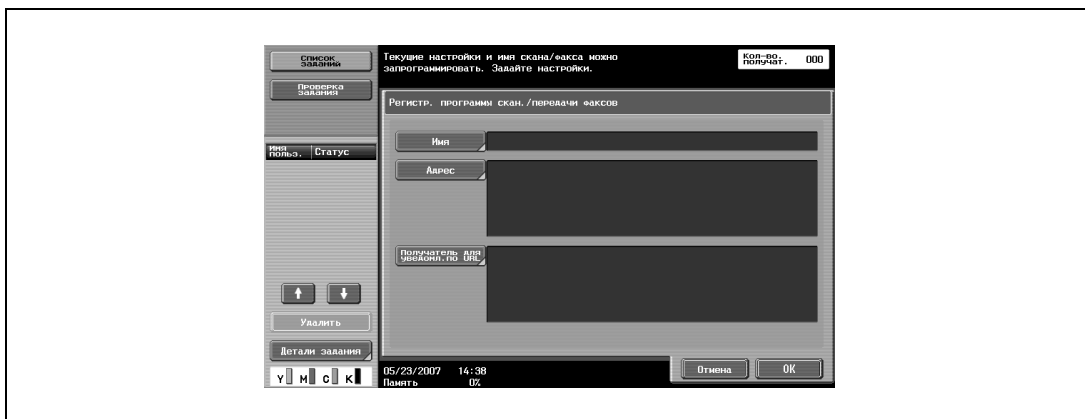 Список
задания
Текущие настройки и имя скана/факса можно
запрограммировать. Задайте настройки.
Кол-во.
получат. 000
Проверка
задания
Регистр. программы скан./передачи факсов
Имя
Имя
польз. Статус
Адрес
Получатель для
уведомл.по URL
Удалить
Детали задания
Y M C K
05/23/2007 14:38
Память 0%
Отмена
OK